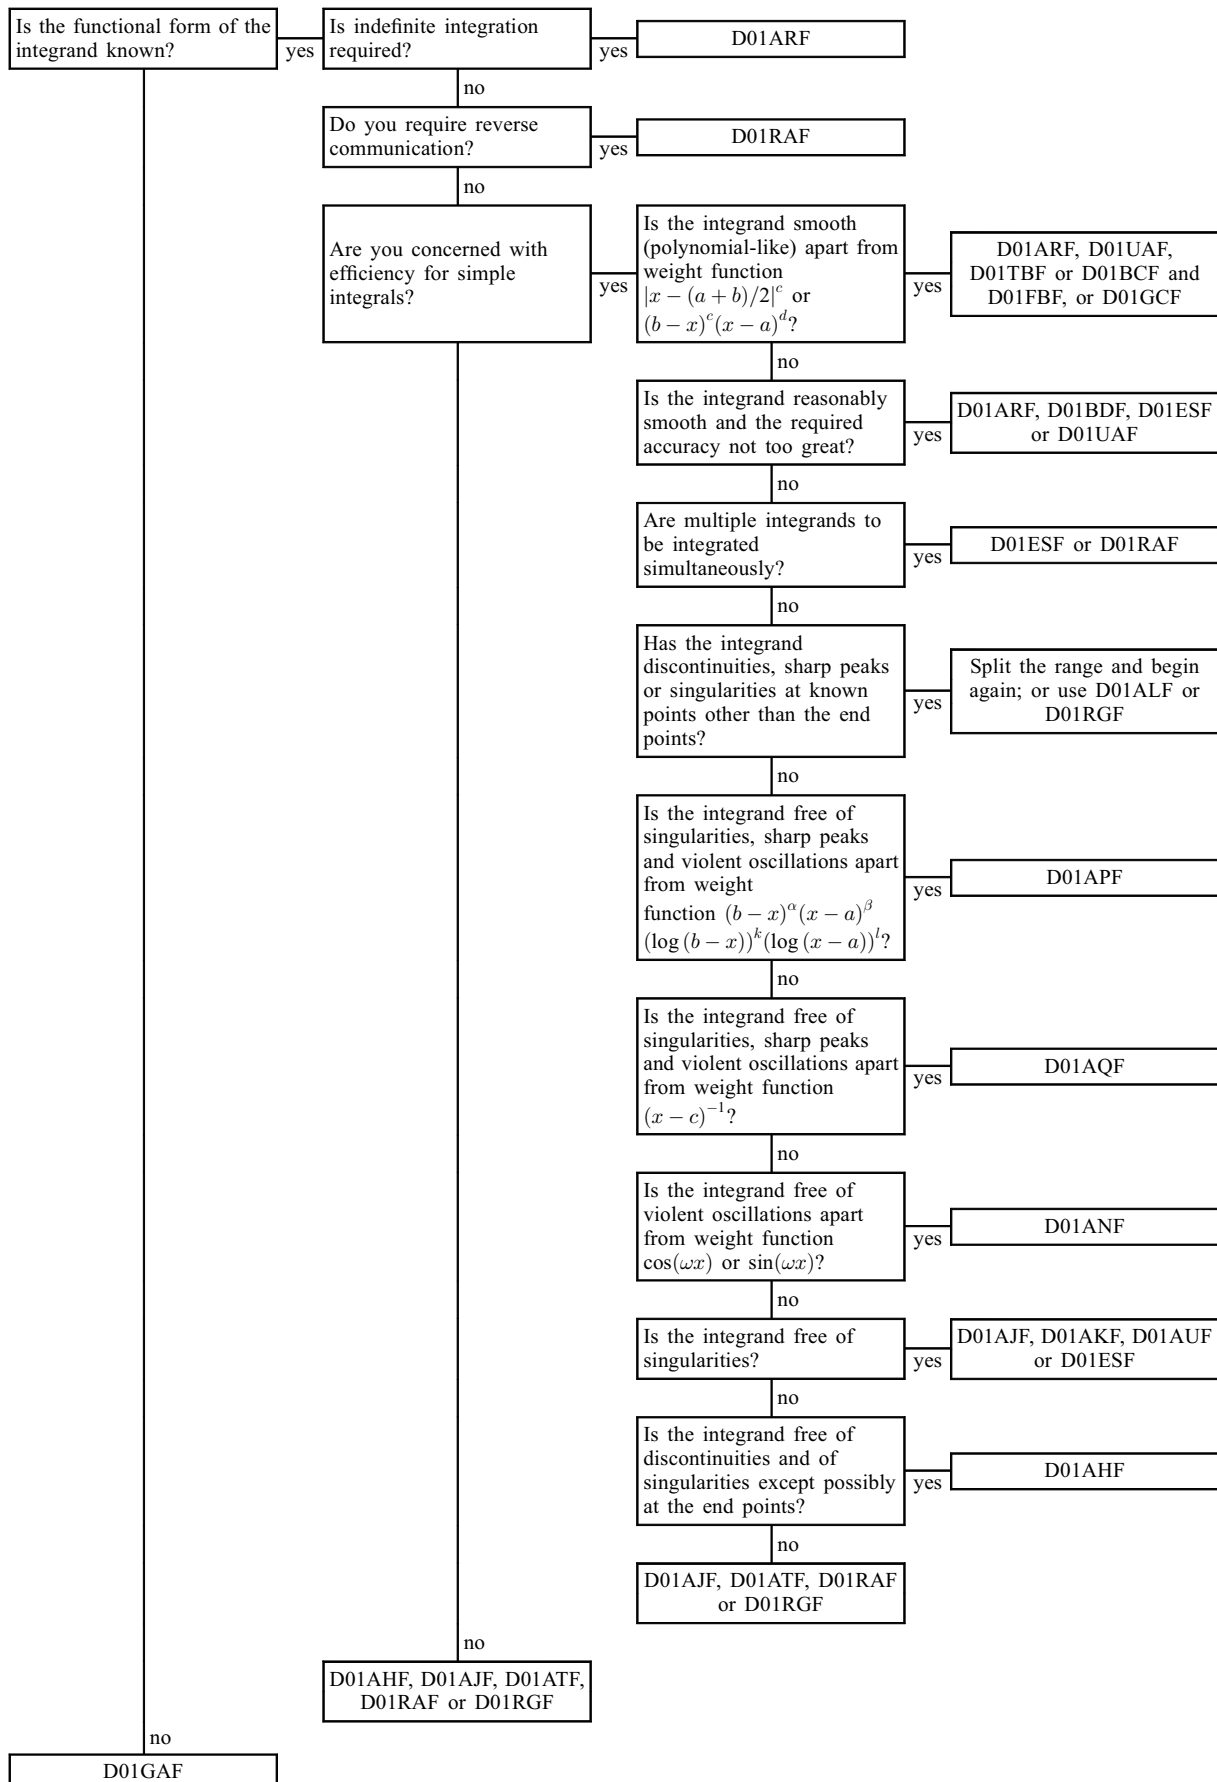 Is the functional form of the
integrand known?
yes
Is indefinite integration
required?
yes
D01ARF
no
Do you require reverse
communication?
yes
D01RAF
no
Are you concerned with
efficiency for simple
integrals?
yes
Is the integrand smooth
(polynomial-like) apart from
weight function
|x − (a + b)/2|^c or
(b − x)^c(x − a)^d?
yes
D01ARF, D01UAF,
D01TBF or D01BCF and
D01FBF, or D01GCF
no
Is the integrand reasonably
smooth and the required
accuracy not too great?
yes
D01ARF, D01BDF, D01ESF
or D01UAF
no
Are multiple integrands to
be integrated
simultaneously?
yes
D01ESF or D01RAF
no
Has the integrand
discontinuities, sharp peaks
or singularities at known
points other than the end
points?
yes
Split the range and begin
again; or use D01ALF or
D01RGF
no
Is the integrand free of
singularities, sharp peaks
and violent oscillations apart
from weight
function (b − x)^α(x − a)^β
(log (b − x))^k(log (x − a))^l?
yes
D01APF
no
Is the integrand free of
singularities, sharp peaks
and violent oscillations apart
from weight function
(x − c)^−1?
yes
D01AQF
no
Is the integrand free of
violent oscillations apart
from weight function
cos(ωx) or sin(ωx)?
yes
D01ANF
no
Is the integrand free of
singularities?
yes
D01AJF, D01AKF, D01AUF
or D01ESF
no
Is the integrand free of
discontinuities and of
singularities except possibly
at the end points?
yes
D01AHF
no
D01AJF, D01ATF, D01RAF
or D01RGF
no
D01AHF, D01AJF, D01ATF,
D01RAF or D01RGF
no
D01GAF